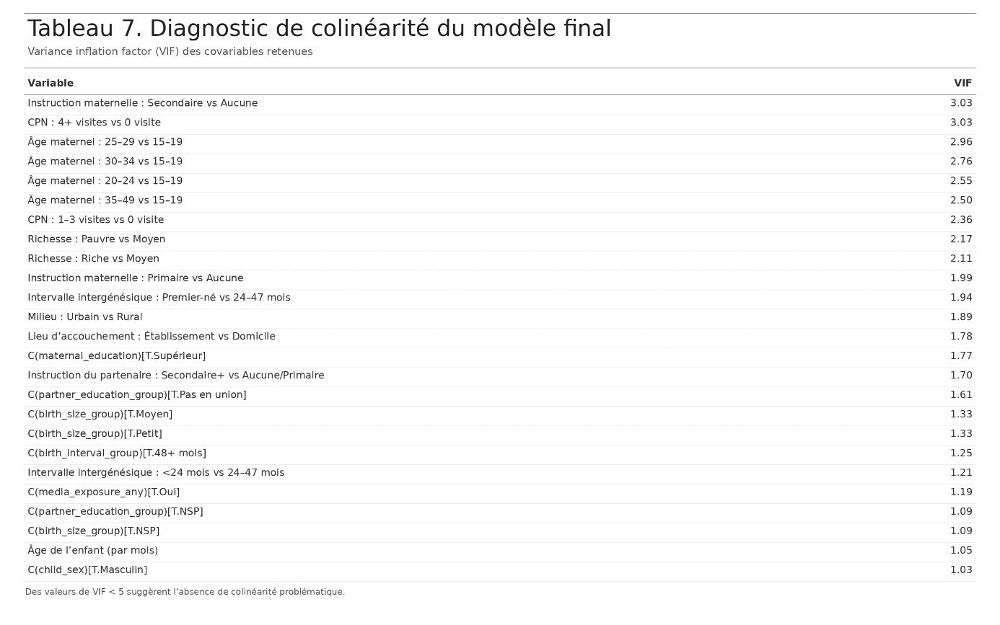 Tableau 7. Diagnostic de colinéarité du modèle final
Variance inflation factor (VIF) des covariables retenues
Variable VIF
Instruction maternelle : Secondaire vs Aucune 3.03
CPN : 4+ visites vs 0 visite 3.03
Âge maternel : 25–29 vs 15–19 2.96
Âge maternel : 30–34 vs 15–19 2.76
Âge maternel : 20–24 vs 15–19 2.55
Âge maternel : 35–49 vs 15–19 2.50
CPN : 1–3 visites vs 0 visite 2.36
Richesse : Pauvre vs Moyen 2.17
Richesse : Riche vs Moyen 2.11
Instruction maternelle : Primaire vs Aucune 1.99
Intervalle intergénésique : Premier-né vs 24–47 mois 1.94
Milieu : Urbain vs Rural 1.89
Lieu d’accouchement : Établissement vs Domicile 1.78
C(maternal_education)[T.Supérieur] 1.77
Instruction du partenaire : Secondaire+ vs Aucune/Primaire 1.70
C(partner_education_group)[T.Pas en union] 1.61
C(birth_size_group)[T.Moyen] 1.33
C(birth_size_group)[T.Petit] 1.33
C(birth_interval_group)[T.48+ mois] 1.25
Intervalle intergénésique : <24 mois vs 24–47 mois 1.21
C(media_exposure_any)[T.Oui] 1.19
C(partner_education_group)[T.NSP] 1.09
C(birth_size_group)[T.NSP] 1.09
Âge de l’enfant (par mois) 1.05
C(child_sex)[T.Masculin] 1.03
Des valeurs de VIF < 5 suggèrent l’absence de colinéarité problématique.